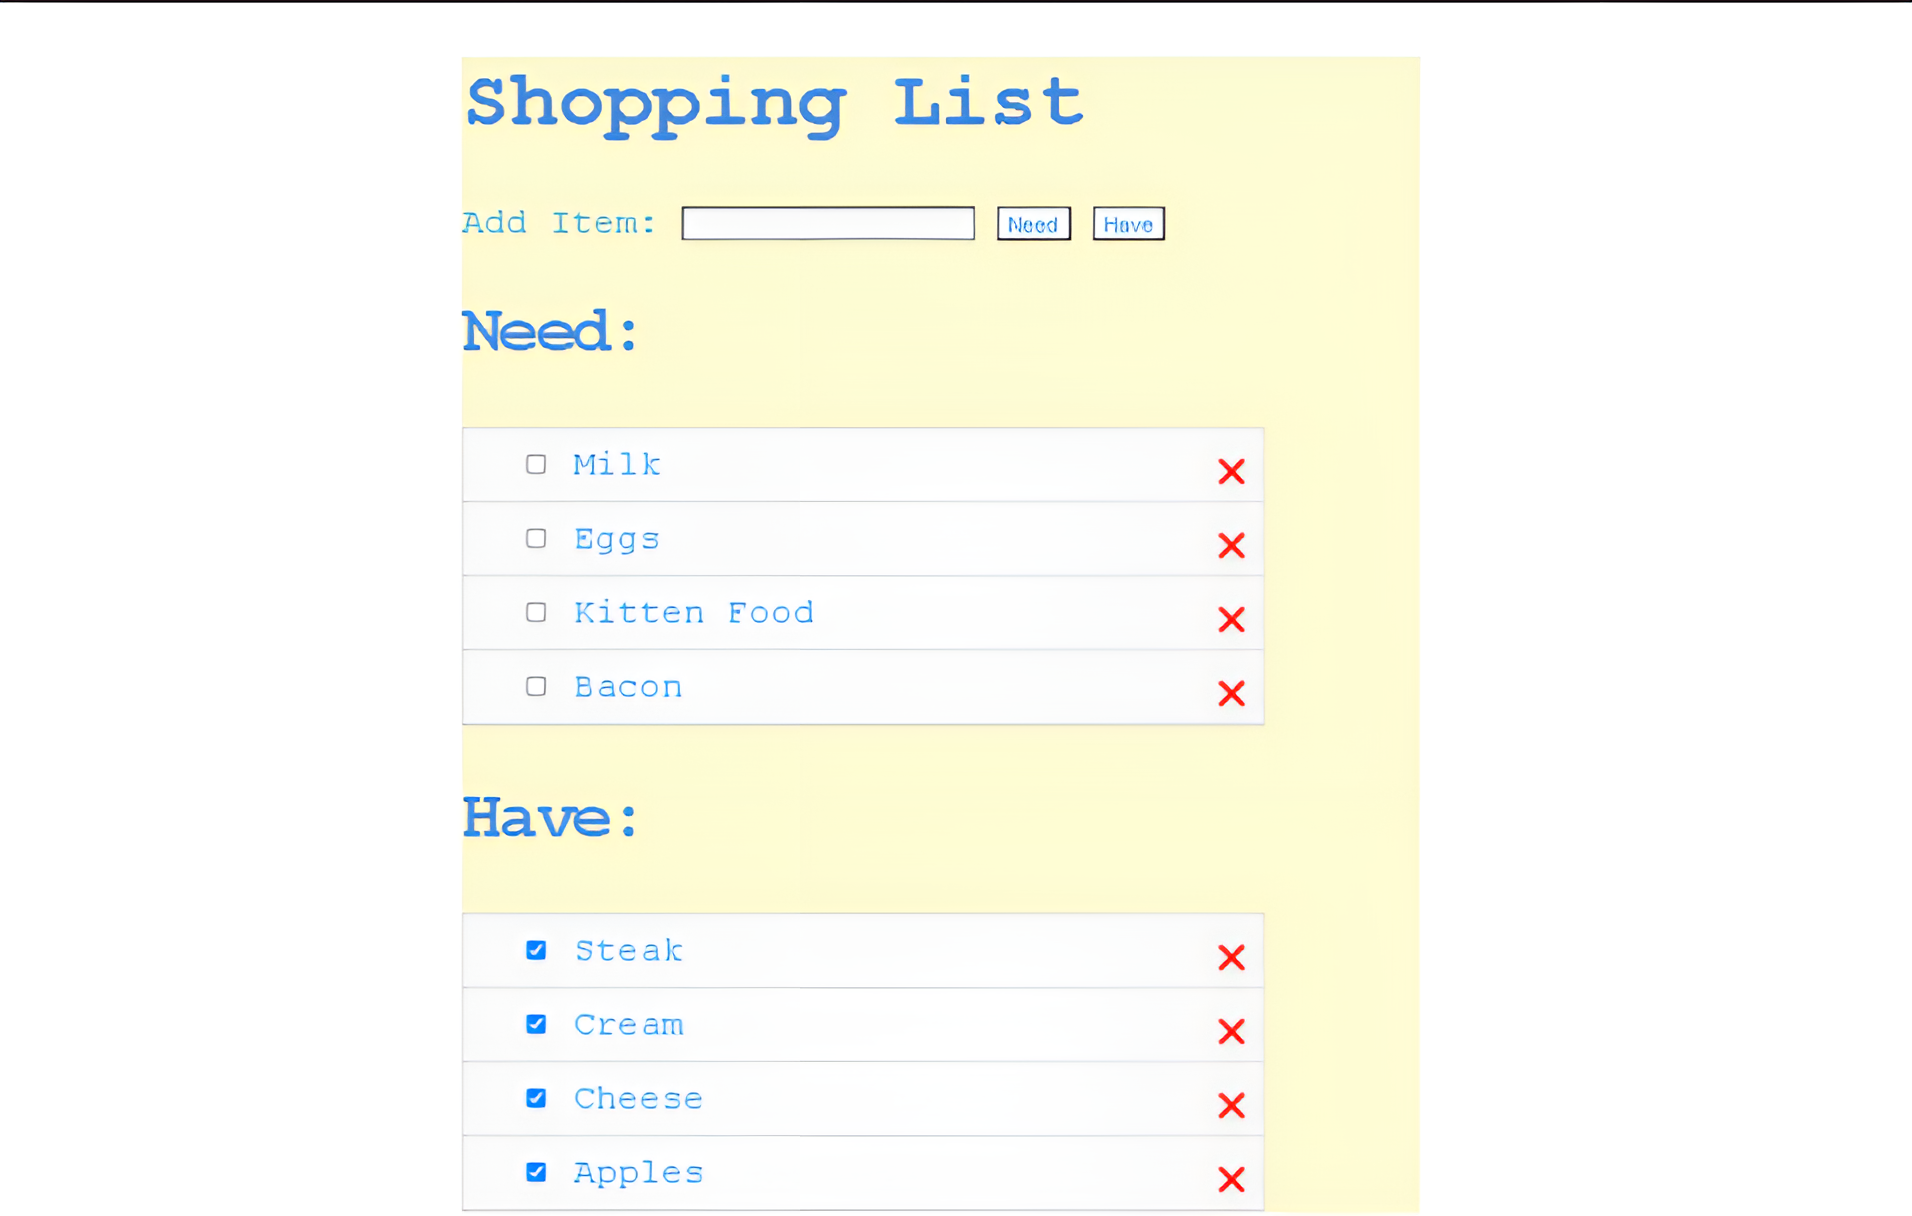 Shopping List
Add Item: Need Have
Need:
Milk
Eggs
Kitten Food
Bacon
Have:
Steak
Cream
Cheese
Apples